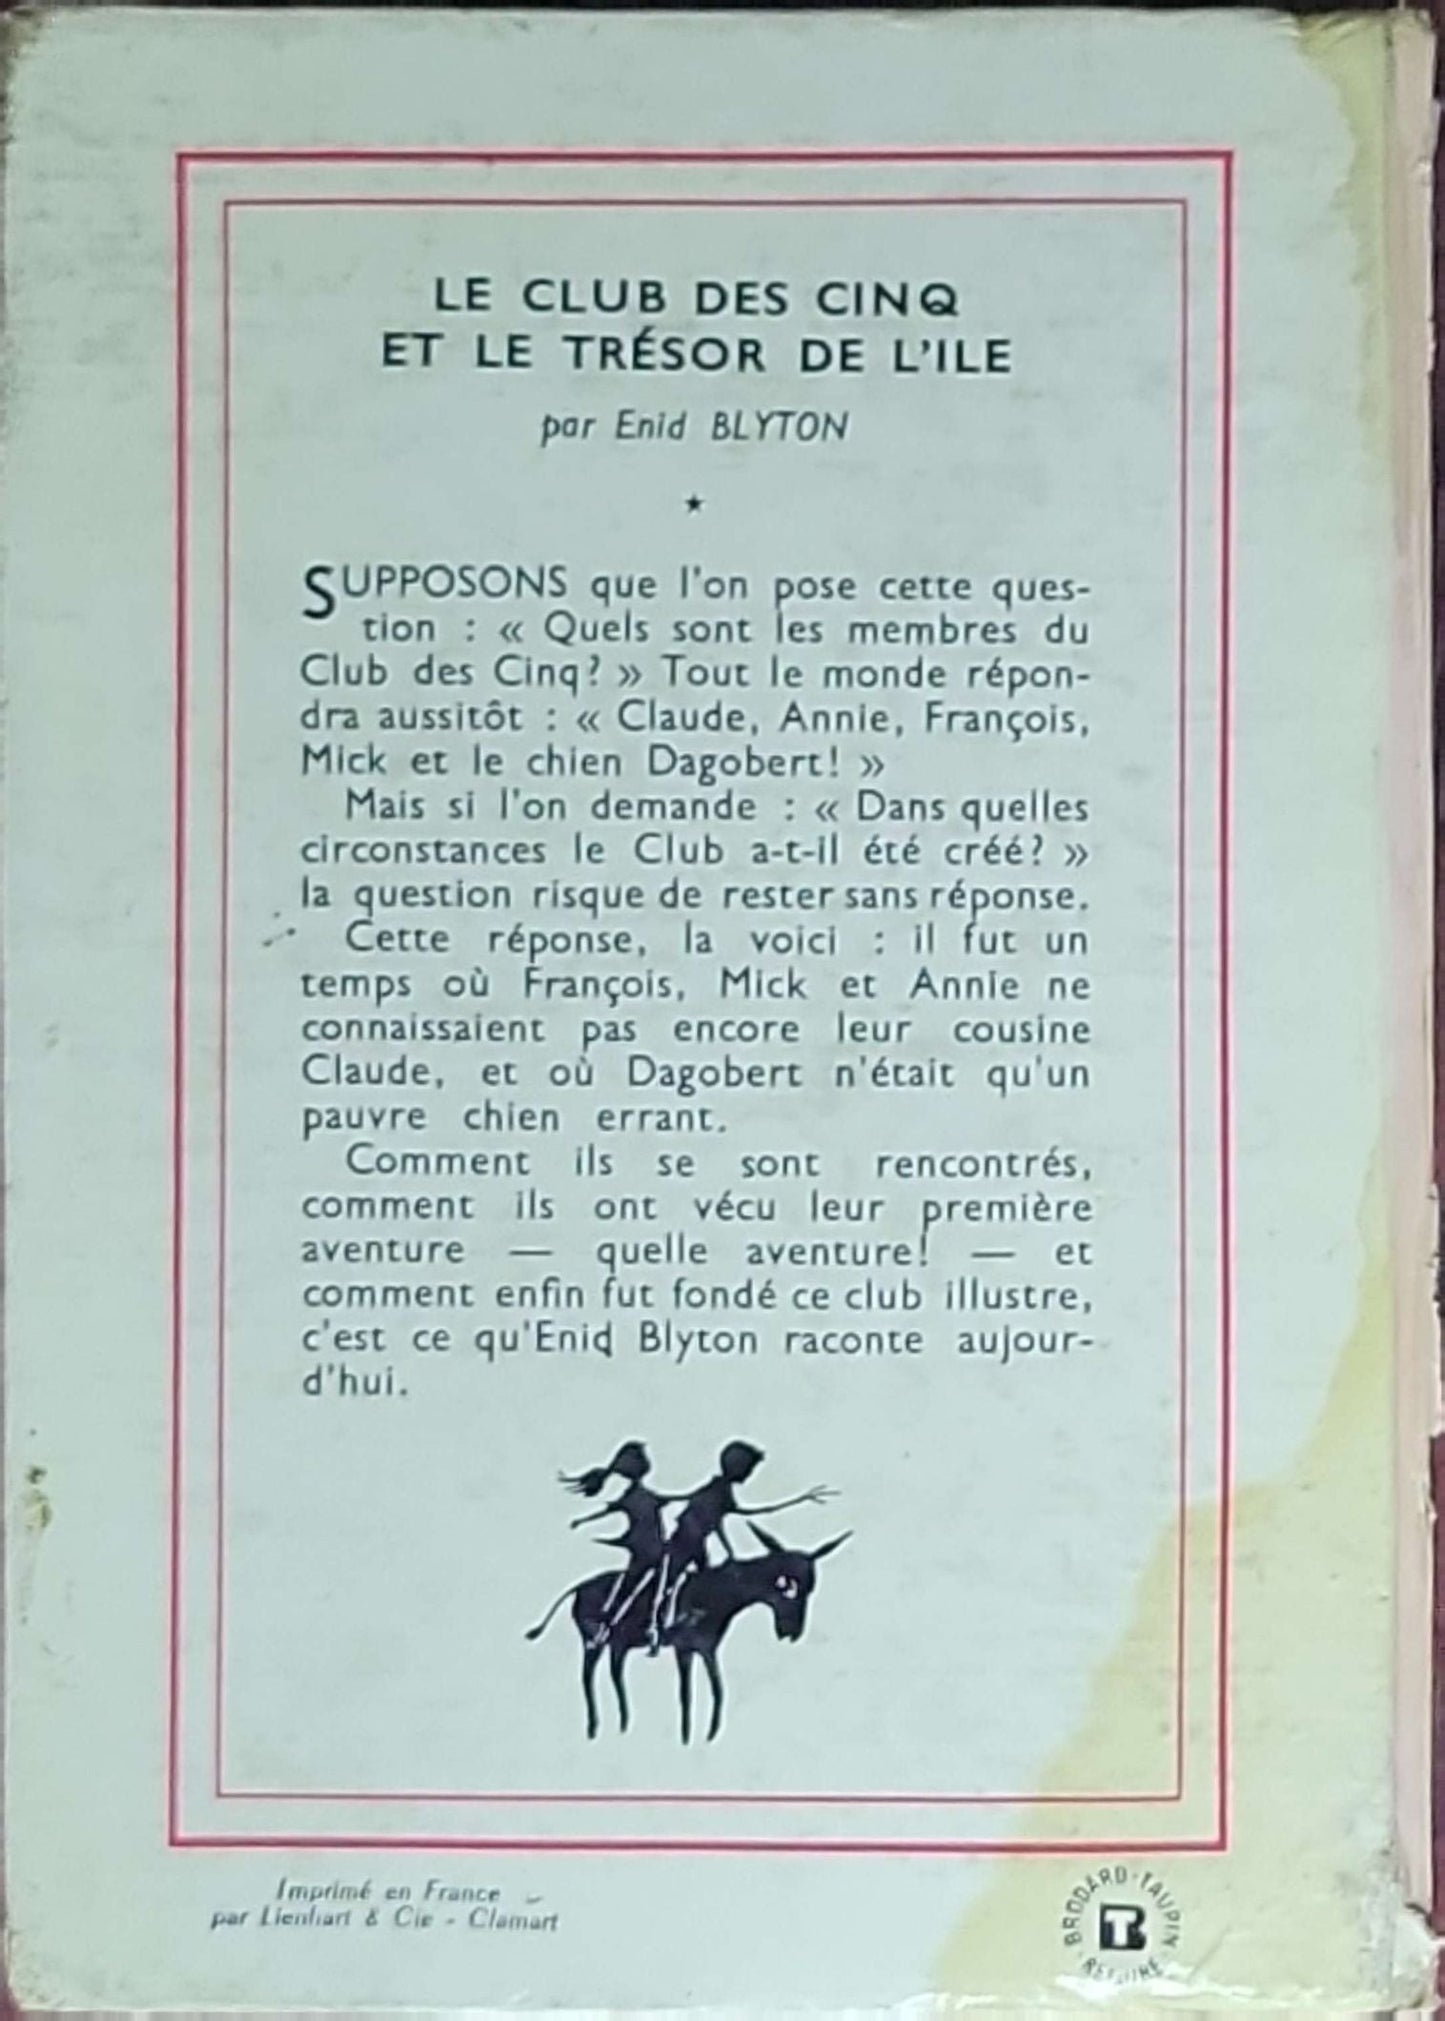 LE CLUB DES CINQ
ET LE TRÉSOR DE L'ILE
par Enid BLYTON
★
SUPPOSONS que l'on pose cette ques-
tion : « Quels sont les membres du
Club des Cinq? » Tout le monde répon-
dra aussitôt : « Claude, Annie, François,
Mick et le chien Dagobert! »
Mais si l'on demande : « Dans quelles
circonstances le Club a-t-il été créé? »
la question risque de rester sans réponse.
Cette réponse, la voici : il fut un
temps où François, Mick et Annie ne
connaissaient pas encore leur cousine
Claude, et où Dagobert n'était qu'un
pauvre chien errant.
Comment ils se sont rencontrés,
comment ils ont vécu leur première
aventure — quelle aventure! — et
comment enfin fut fondé ce club illustre,
c'est ce qu'Enid Blyton raconte aujour-
d'hui.
Imprimé en France
par Lienhart & Cie - Clamart
BRODARD·TAUPIN
RELIURE